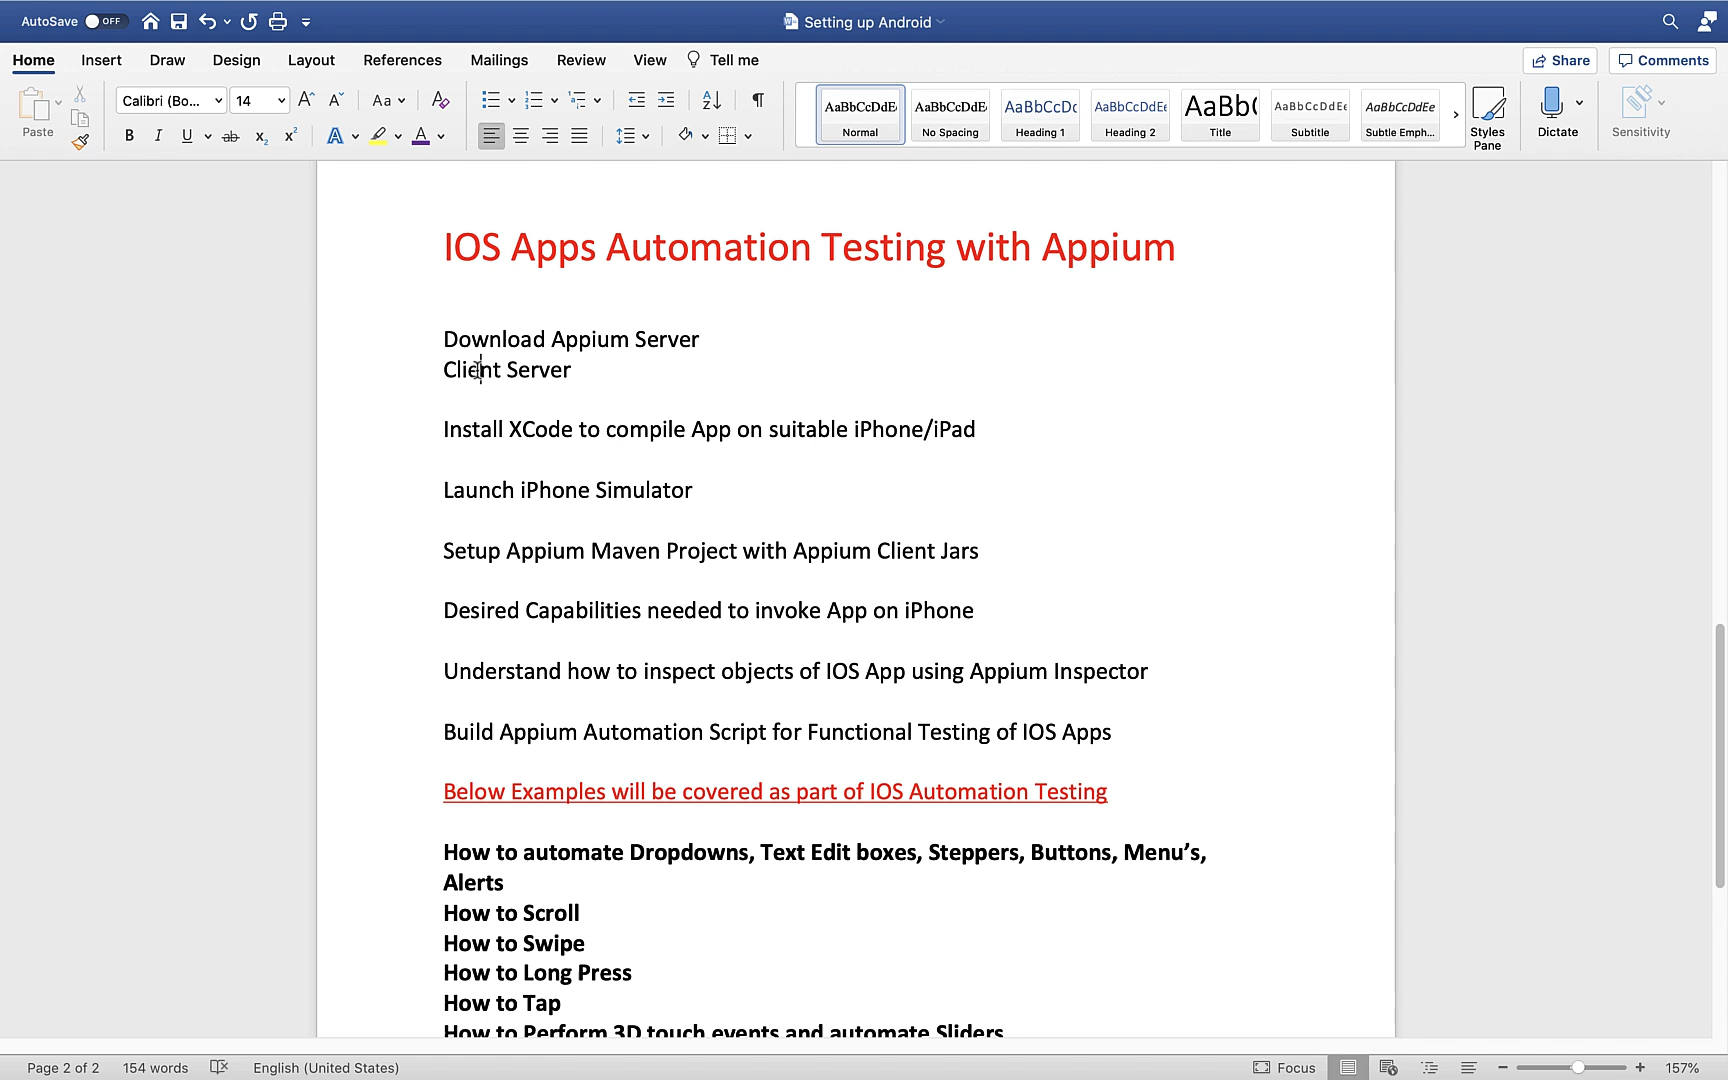 AutoSave OFF
Setting up Android
Home Insert Draw Design Layout References Mailings Review View Tell me
Share Comments
Paste
Calibri (Bo... 14
Aa
AaBbCcDdE Normal
AaBbCcDdE No Spacing
AaBbCcDc Heading 1
AaBbCcDdE Heading 2
AaBb( Title
AaBbCcDdE Subtitle
AaBbCcDdEe Subtle Emph...
Styles Pane
Dictate
Sensitivity
IOS Apps Automation Testing with Appium
Download Appium Server
Client Server
Install XCode to compile App on suitable iPhone/iPad
Launch iPhone Simulator
Setup Appium Maven Project with Appium Client Jars
Desired Capabilities needed to invoke App on iPhone
Understand how to inspect objects of IOS App using Appium Inspector
Build Appium Automation Script for Functional Testing of IOS Apps
Below Examples will be covered as part of IOS Automation Testing
How to automate Dropdowns, Text Edit boxes, Steppers, Buttons, Menu’s,
Alerts
How to Scroll
How to Swipe
How to Long Press
How to Tap
How to Perform 3D touch events and automate Sliders
Page 2 of 2 154 words English (United States)
Focus 157%